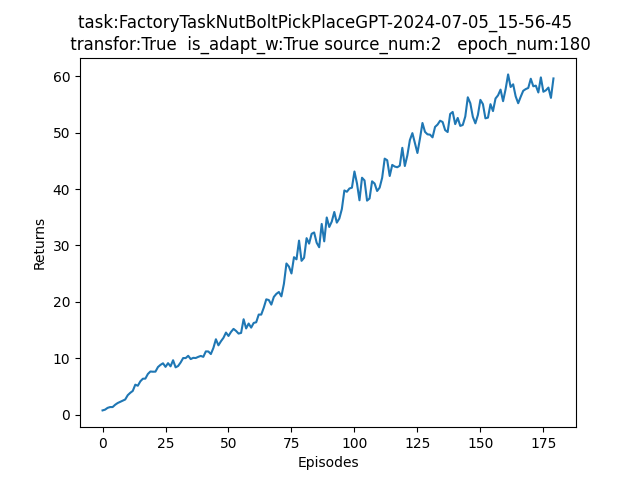 task:FactoryTaskNutBoltPickPlaceGPT-2024-07-05_15-56-45
transfor:True  is_adapt_w:True source_num:2   epoch_num:180
60
50
40
30
20
10
0
Returns
0 25 50 75 100 125 150 175
Episodes